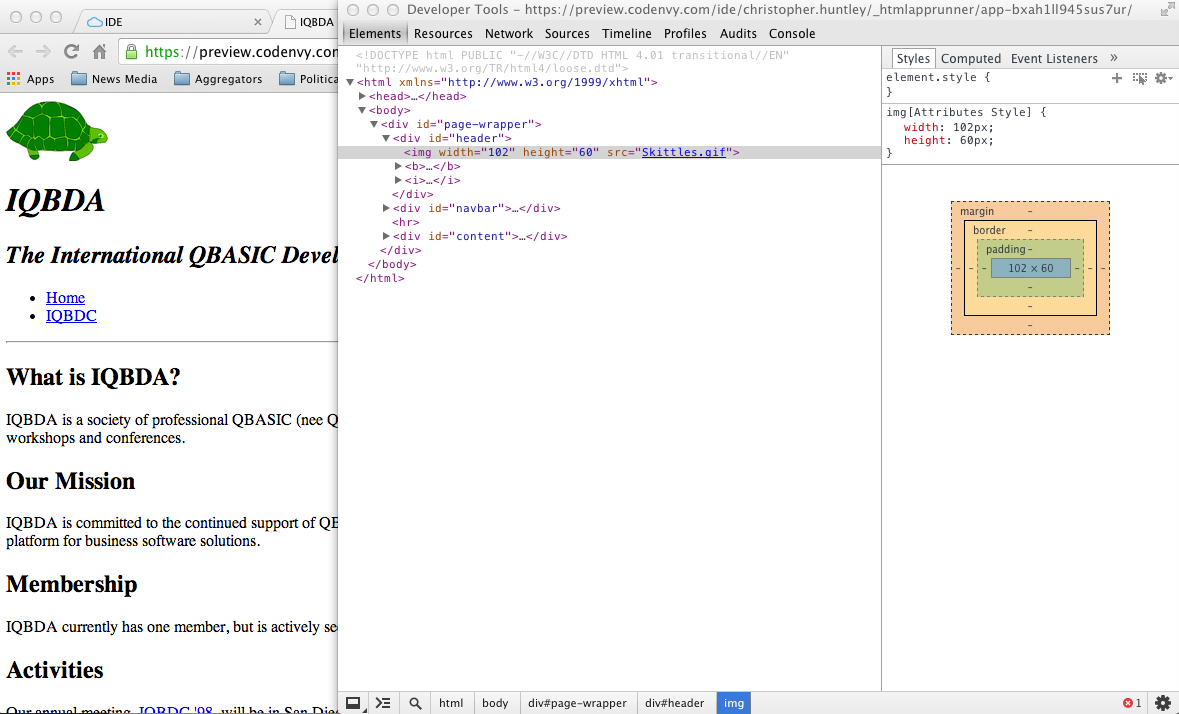 IDE
IQBDA
https://preview.codenvy.cor
Apps
News Media
Aggregators
Politica
IQBDA
The International QBASIC Devel
Home
IQBDC
What is IQBDA?
IQBDA is a society of professional QBASIC (nee Q
workshops and conferences.
Our Mission
IQBDA is committed to the continued support of QB
platform for business software solutions.
Membership
IQBDA currently has one member, but is actively se
Activities
Our annual meeting, IQBDC '98, will be in San Die
Developer Tools - https://preview.codenvy.com/ide/christopher.huntley/_htmlapprunner/app-bxah1ll945sus7ur/
Elements Resources Network Sources Timeline Profiles Audits Console
<!DOCTYPE html PUBLIC "-//W3C//DTD HTML 4.01 transitional//EN"
"http://www.w3.org/TR/html4/loose.dtd">
<html xmlns="http://www.w3.org/1999/xhtml">
<head>…</head>
<body>
<div id="page-wrapper">
<div id="header">
<img width="102" height="60" src="Skittles.gif">
<b>…</b>
<i>…</i>
</div>
<div id="navbar">…</div>
<hr>
<div id="content">…</div>
</div>
</body>
</html>
Styles Computed Event Listeners »
element.style {
}
img[Attributes Style] {
width: 102px;
height: 60px;
}
margin -
border -
padding -
- - - 102 × 60 - - -
-
-
-
html body div#page-wrapper div#header img
1